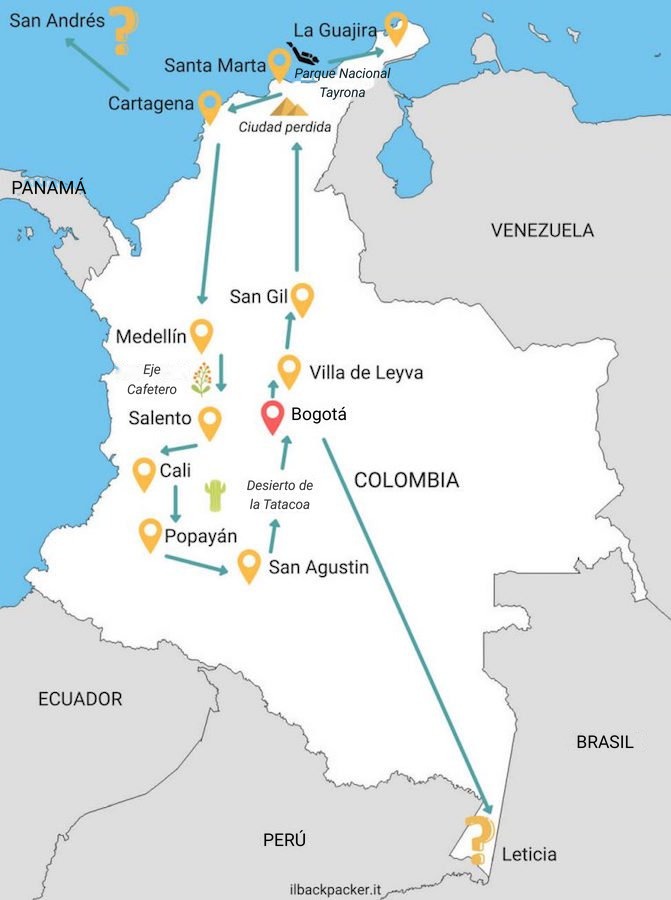 San Andrés
La Guajira
Santa Marta
Parque Nacional
Tayrona
Cartagena
Ciudad perdida
PANAMÁ
VENEZUELA
San Gil
Medellín
Eje
Cafetero
Villa de Leyva
Salento
Bogotá
Cali
COLOMBIA
Desierto de
la Tatacoa
Popayán
San Agustin
ECUADOR
BRASIL
PERÚ
Leticia
ilbackpacker.it